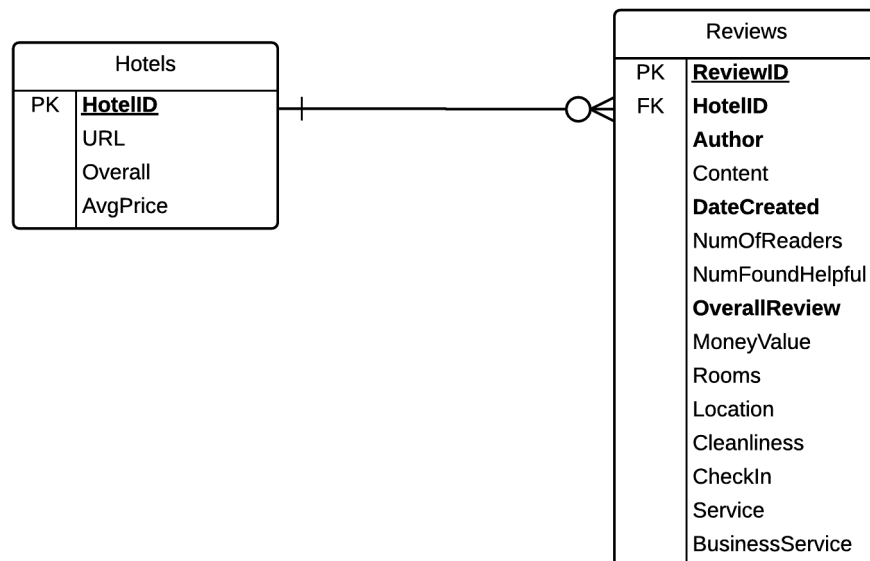 Hotels
PK HotelID
URL
Overall
AvgPrice
Reviews
PK ReviewID
FK HotelID
Author
Content
DateCreated
NumOfReaders
NumFoundHelpful
OverallReview
MoneyValue
Rooms
Location
Cleanliness
CheckIn
Service
BusinessService